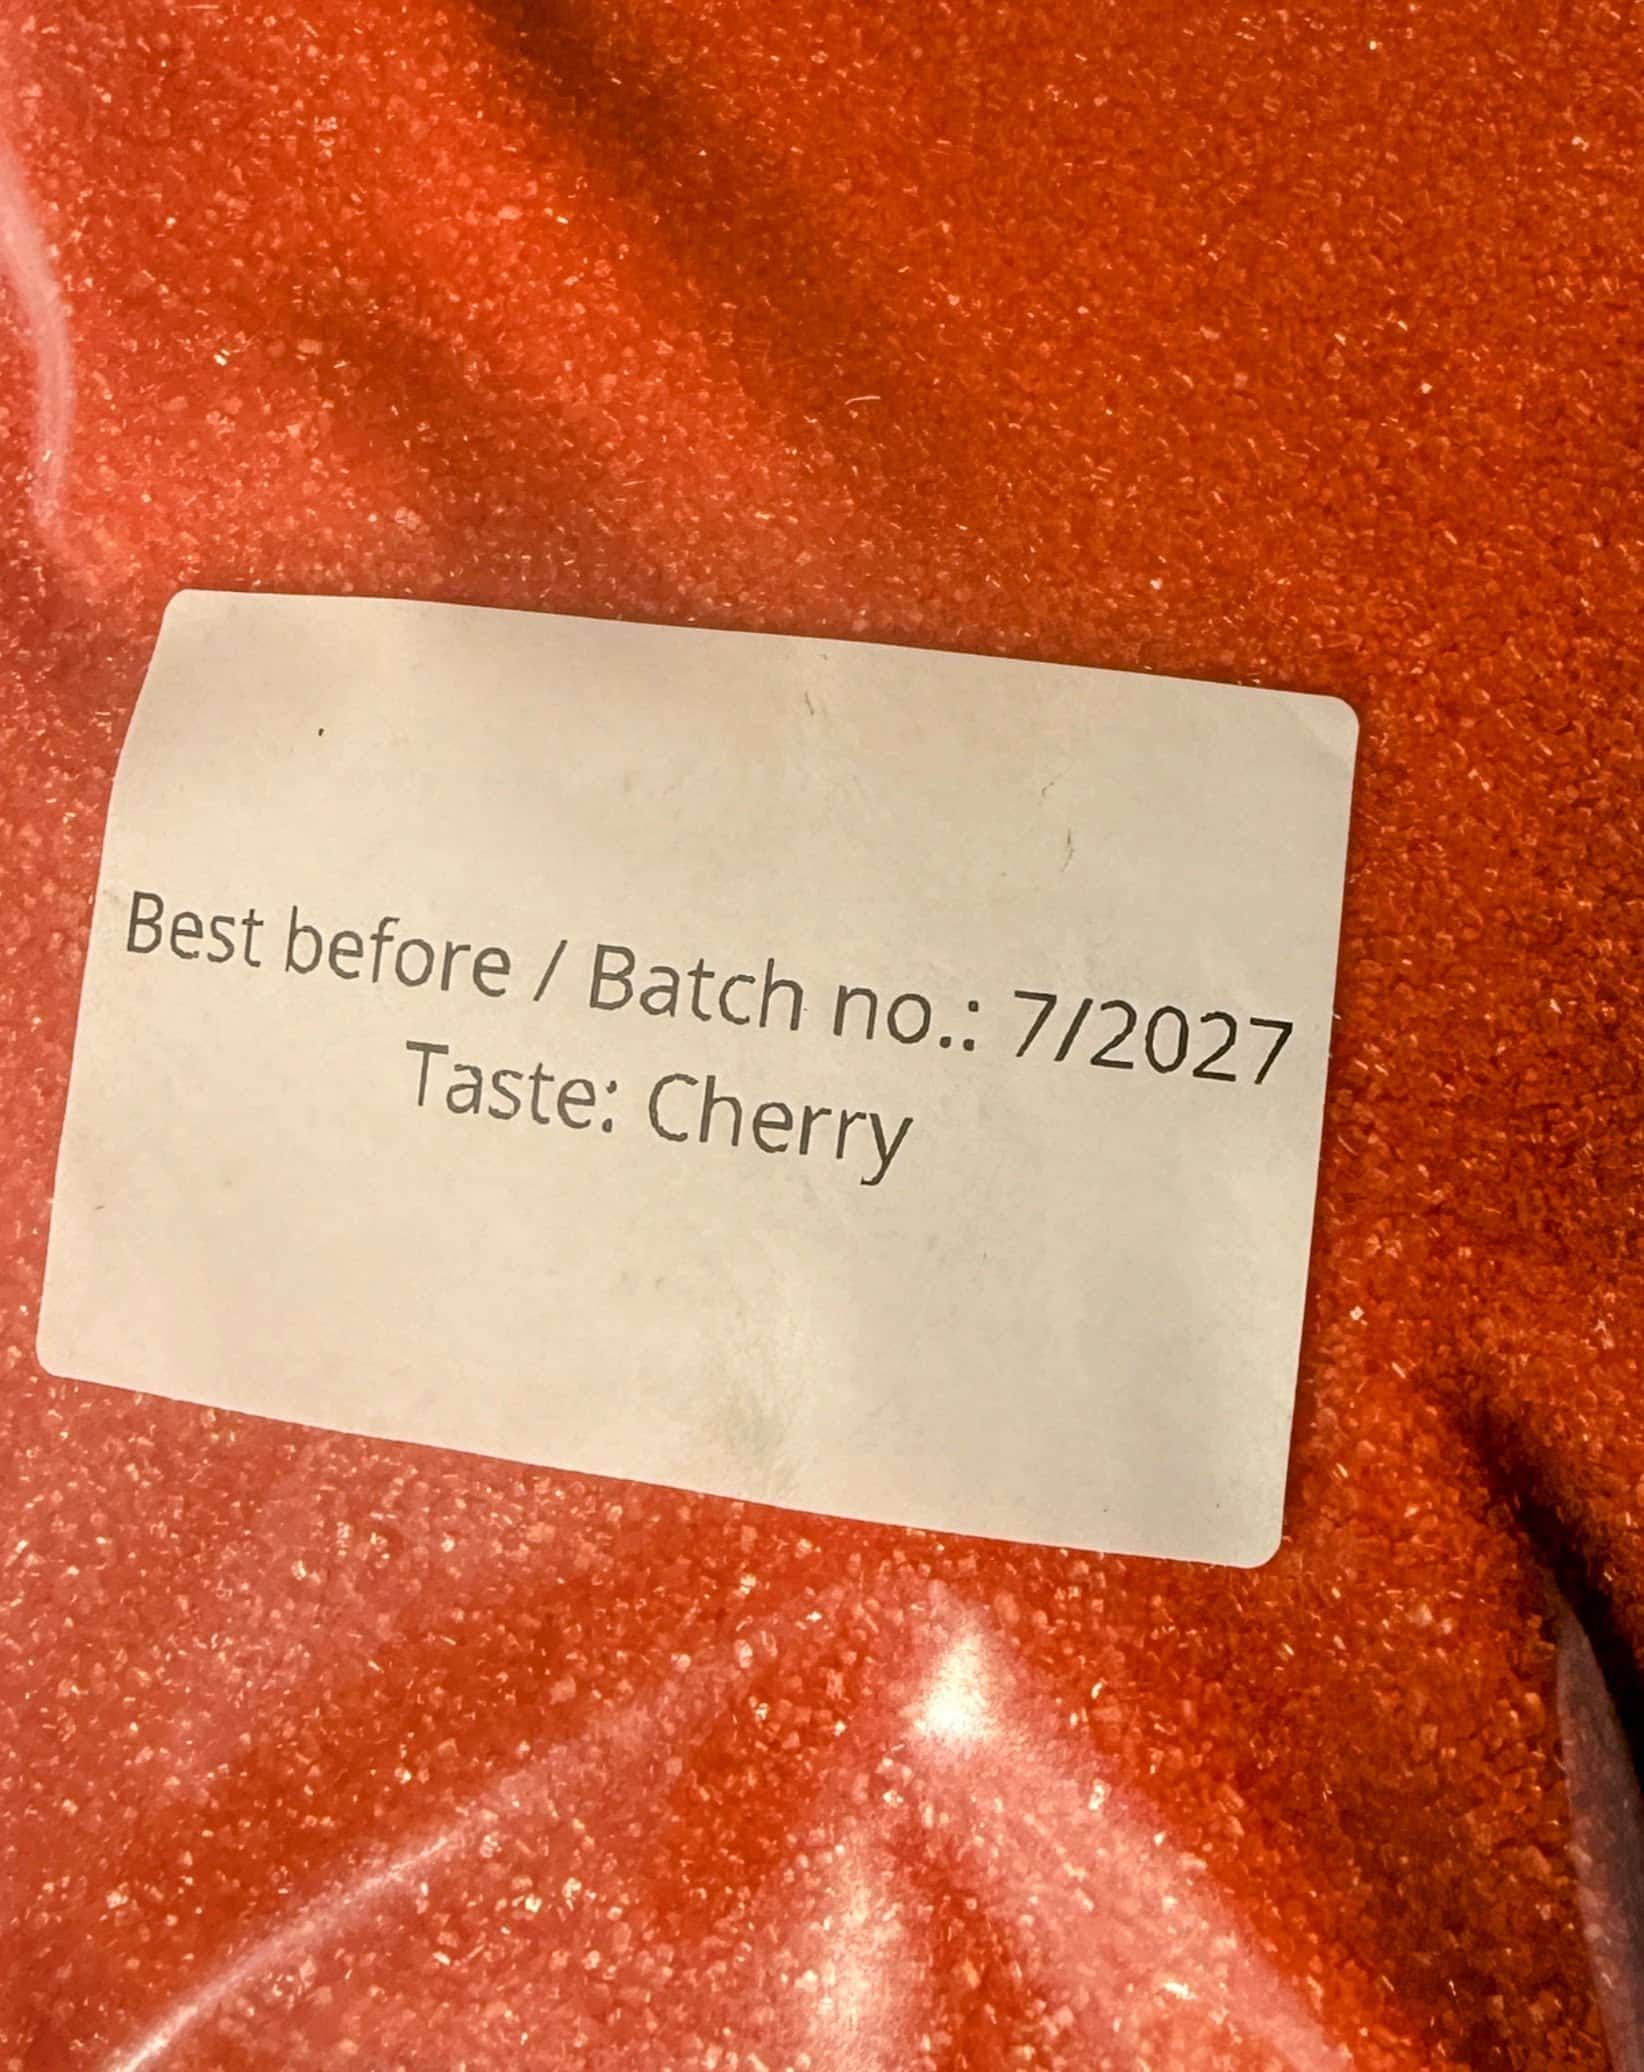 Best before / Batch no.: 7/2027
Taste: Cherry